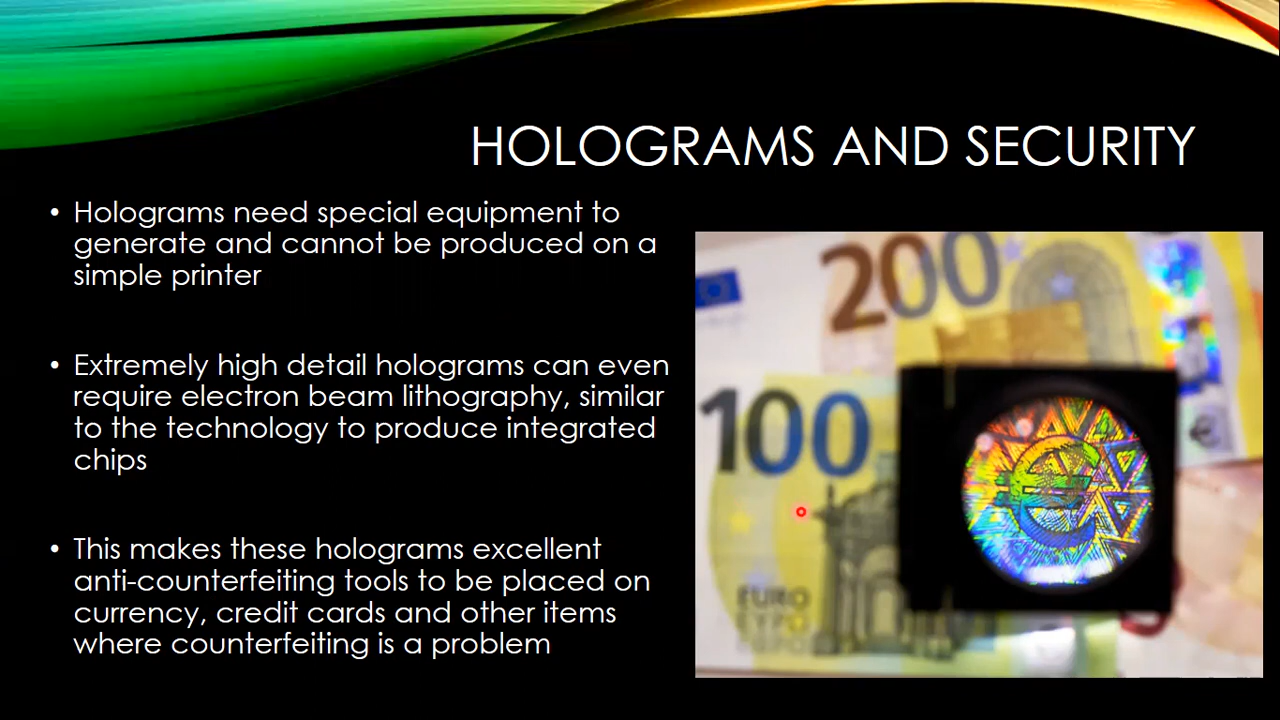 HOLOGRAMS AND SECURITY
• Holograms need special equipment to
generate and cannot be produced on a
simple printer
• Extremely high detail holograms can even
require electron beam lithography, similar
to the technology to produce integrated
chips
• This makes these holograms excellent
anti-counterfeiting tools to be placed on
currency, credit cards and other items
where counterfeiting is a problem
200
100
€
€
EURO
ΕΥΡΩ